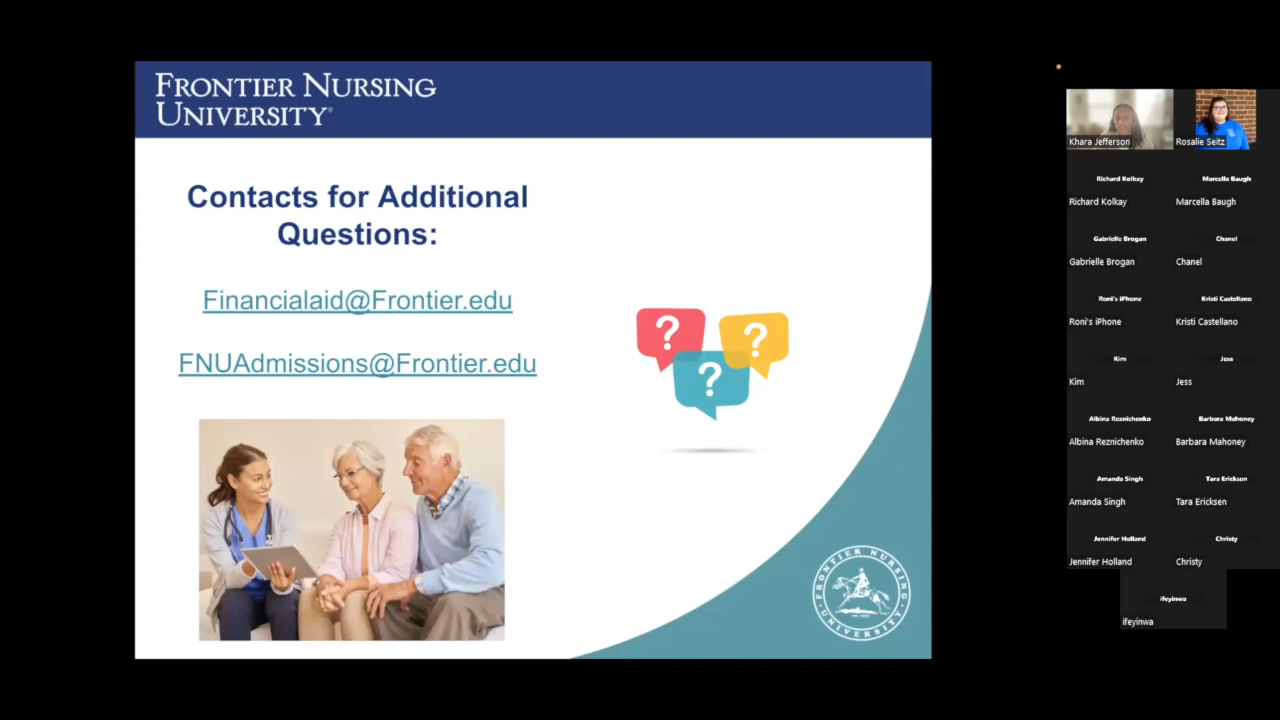 FRONTIER NURSING
UNIVERSITY®
Contacts for Additional
Questions:
Financialaid@Frontier.edu
FNUAdmissions@Frontier.edu
?
?
?
FRONTIER NURSING
UNIVERSITY
Khara Jefferson
Rosalie Seitz
Richard Kolkay
Marcella Baugh
Richard Kolkay
Marcella Baugh
Gabrielle Brogan
Chanel
Gabrielle Brogan
Chanel
Roni's iPhone
Kristi Castellano
Roni's iPhone
Kristi Castellano
Kim
Jess
Kim
Jess
Albina Reznichenko
Barbara Mahoney
Albina Reznichenko
Barbara Mahoney
Amanda Singh
Tara Ericksen
Amanda Singh
Tara Ericksen
Jennifer Holland
Christy
Jennifer Holland
Christy
ifeyinwa
ifeyinwa